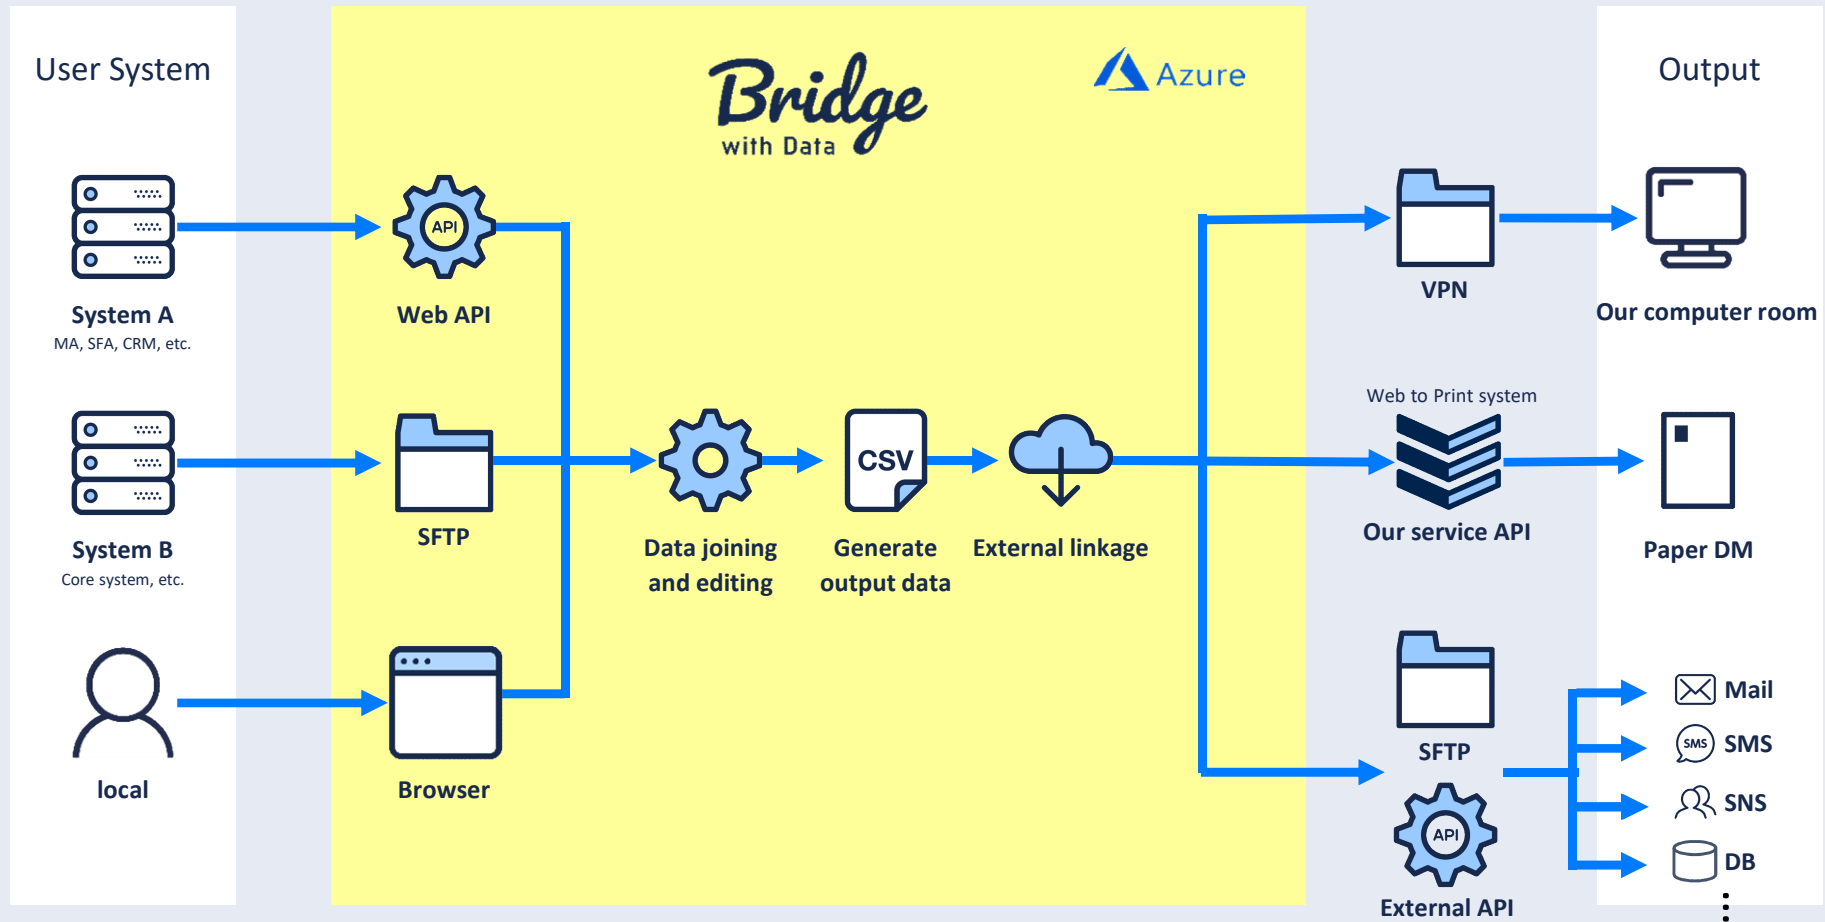 User System
Bridge
with Data
Azure
Output
API
System A
MA, SFA, CRM, etc.
Web API
VPN
Our computer room
Web to Print system
CSV
System B
Core system, etc.
SFTP
Data joining
and editing
Generate
output data
External linkage
Our service API
Paper DM
local
Browser
SFTP
API
External API
Mail
SMS
SMS
SNS
DB
⋮